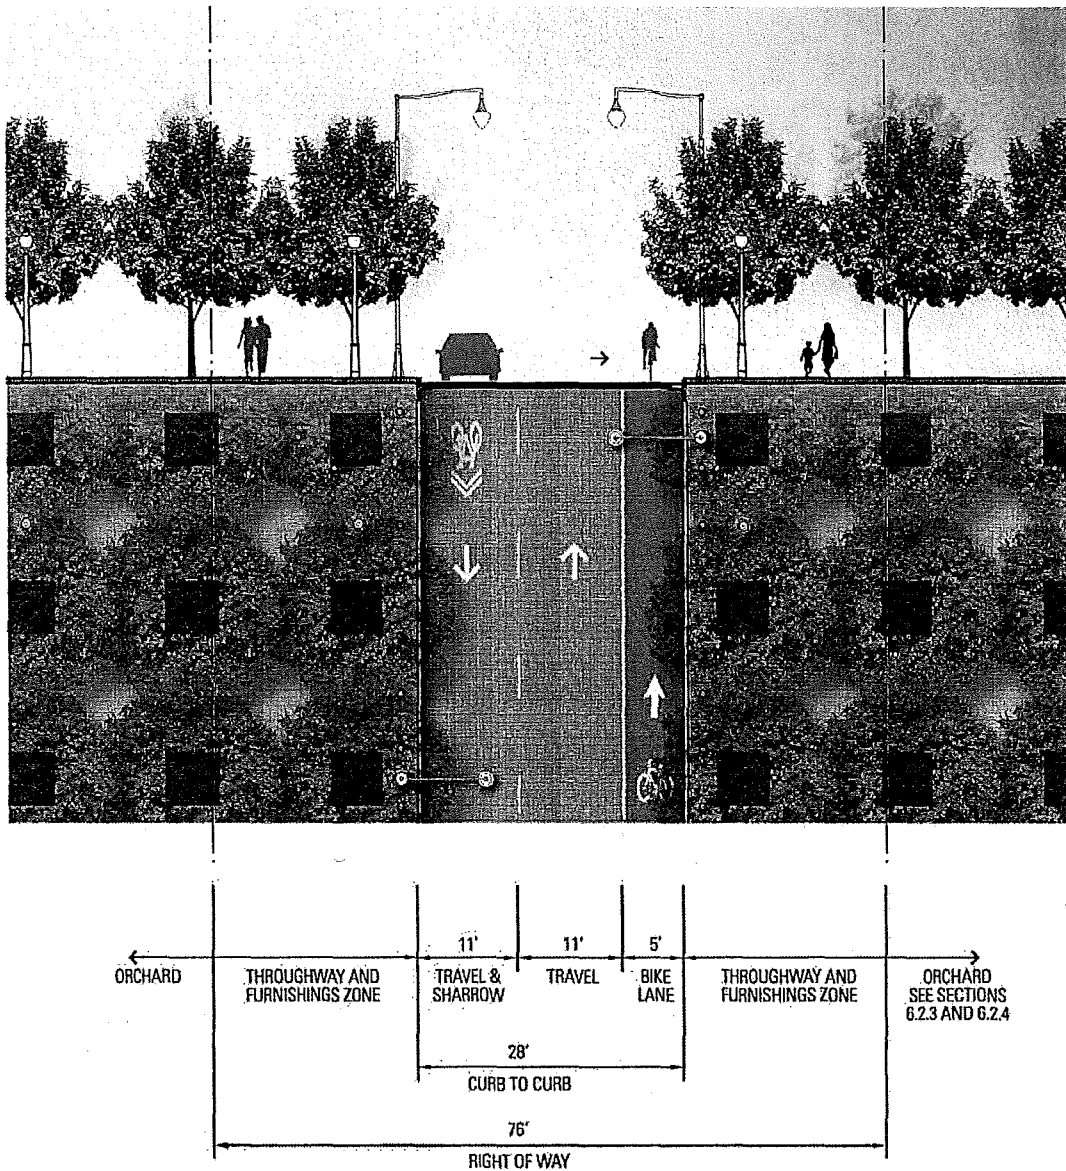 11' 11' 5'
ORCHARD THROUGHWAY AND TRAVEL & TRAVEL BIKE THROUGHWAY AND ORCHARD
FURNISHINGS ZONE SHARROW LANE FURNISHINGS ZONE SEE SECTIONS
6.2.3 AND 6.2.4
28'
CURB TO CURB
76'
RIGHT OF WAY